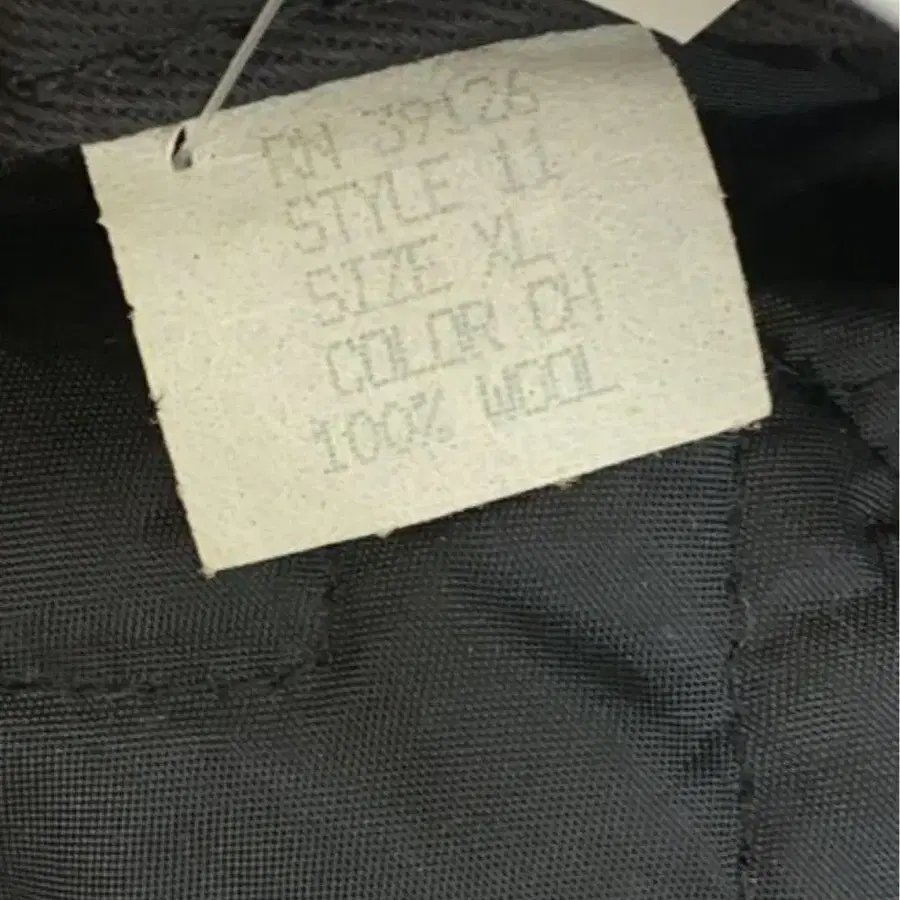 RN 39126
STYLE 11
SIZE XL
COLOR CH
100% WOOL